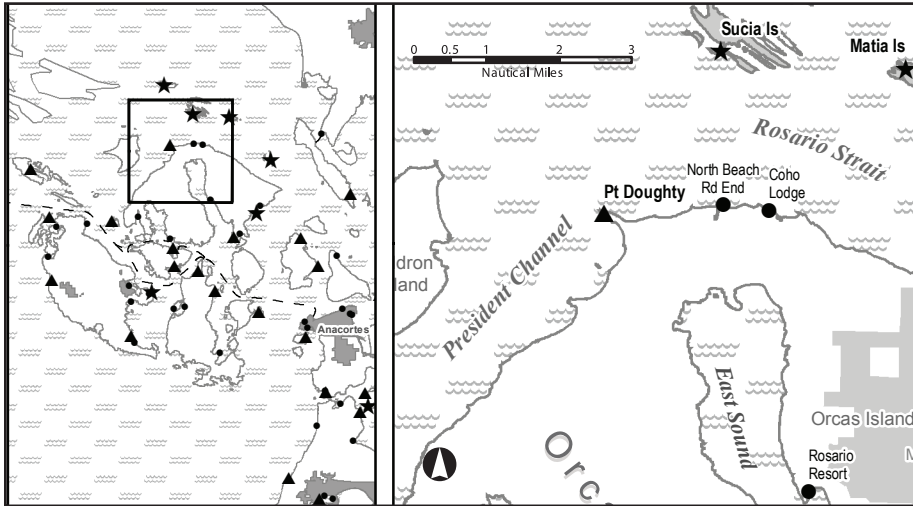 Anacortes
0 0.5 1 2 3
Nautical Miles
Sucia Is
Matia Is
Rosario Strait
North Beach
Rd End
Coho
Lodge
Pt Doughty
dron
land
President Channel
East Sound
Orcas Island
M
Orc
Rosario
Resort